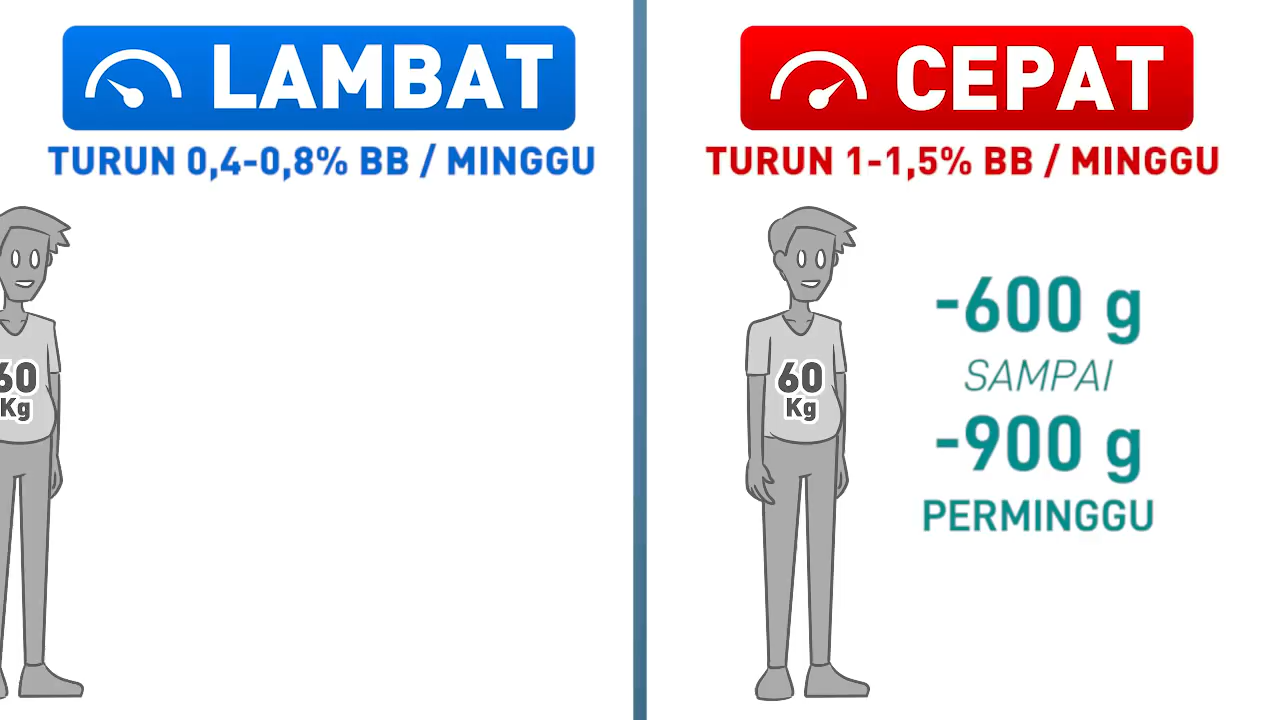 LAMBAT
TURUN 0,4-0,8% BB / MINGGU
60
Kg
CEPAT
TURUN 1-1,5% BB / MINGGU
60
Kg
-600 g
SAMPAI
-900 g
PERMINGGU